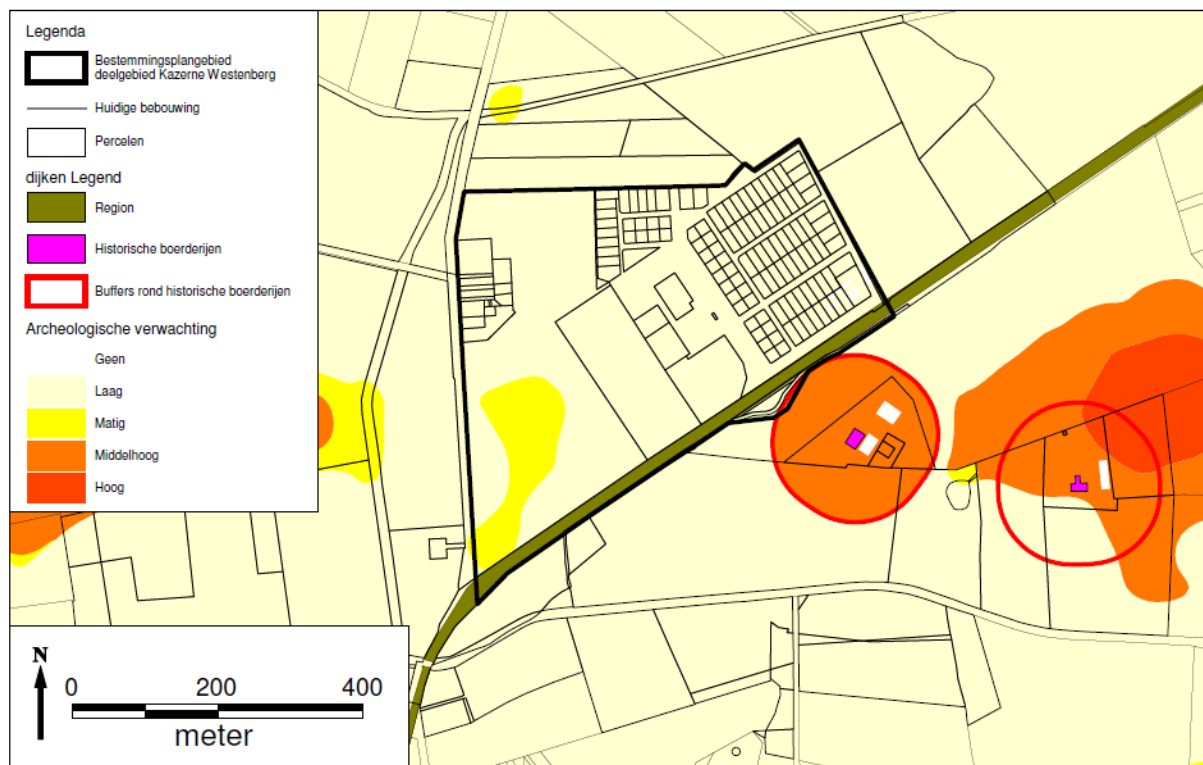 Legenda
Bestemmingsplangebied
deelgebied Kazerne Westenberg
Huidige bebouwing
Percelen
dijken Legend
Region
Historische boerderijen
Buffers rond historische boerderijen
Archeologische verwachting
Geen
Laag
Matig
Middelhoog
Hoog
N
0 200 400
meter